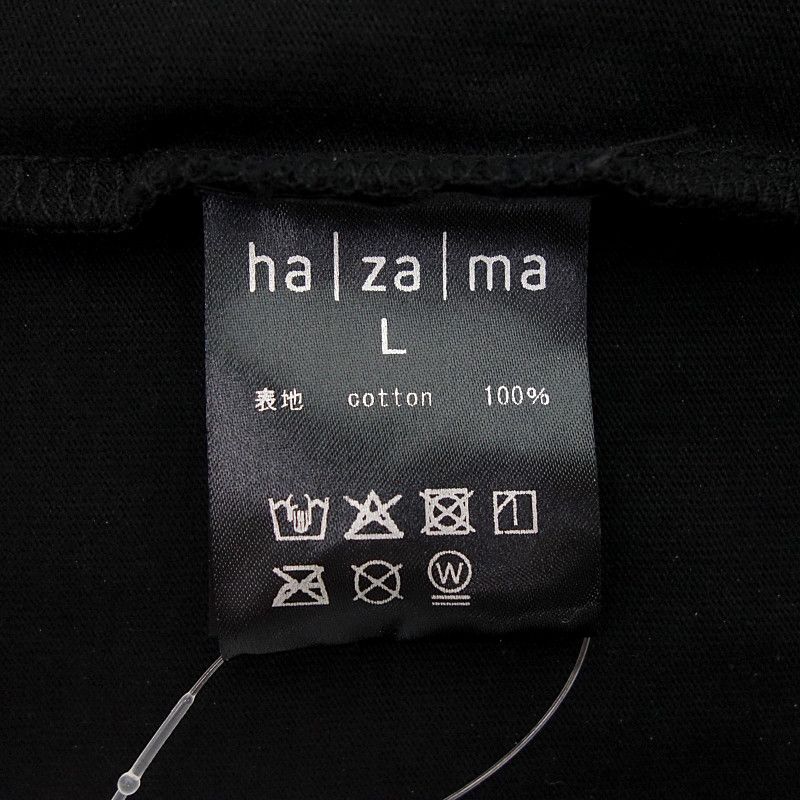 ha|za|ma
L
表地 cotton 100%
W